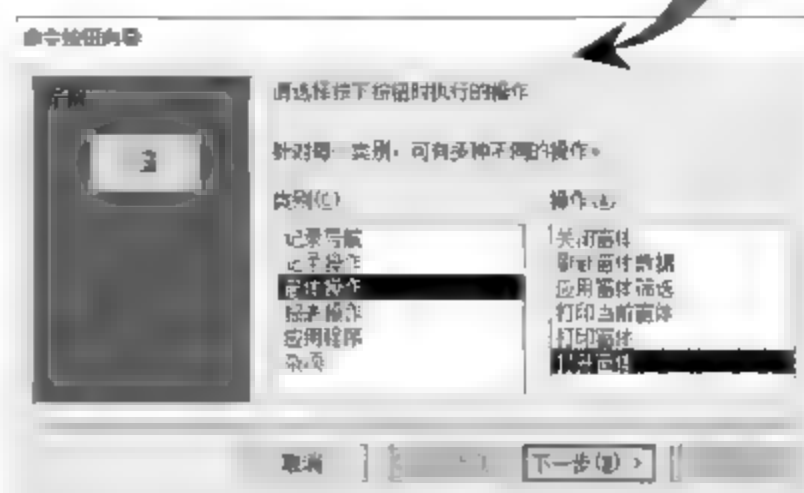 命令按钮向导
请选择按下按钮时执行的操作
针对每一类别，可有多种不同的操作。
类别(C)
操作(A)
记录导航
记录操作
窗体操作
报表操作
应用程序
杂项
关闭窗体
刷新窗体数据
应用窗体筛选
打印当前窗体
打印窗体
打开窗体
取消
下一步(N) >